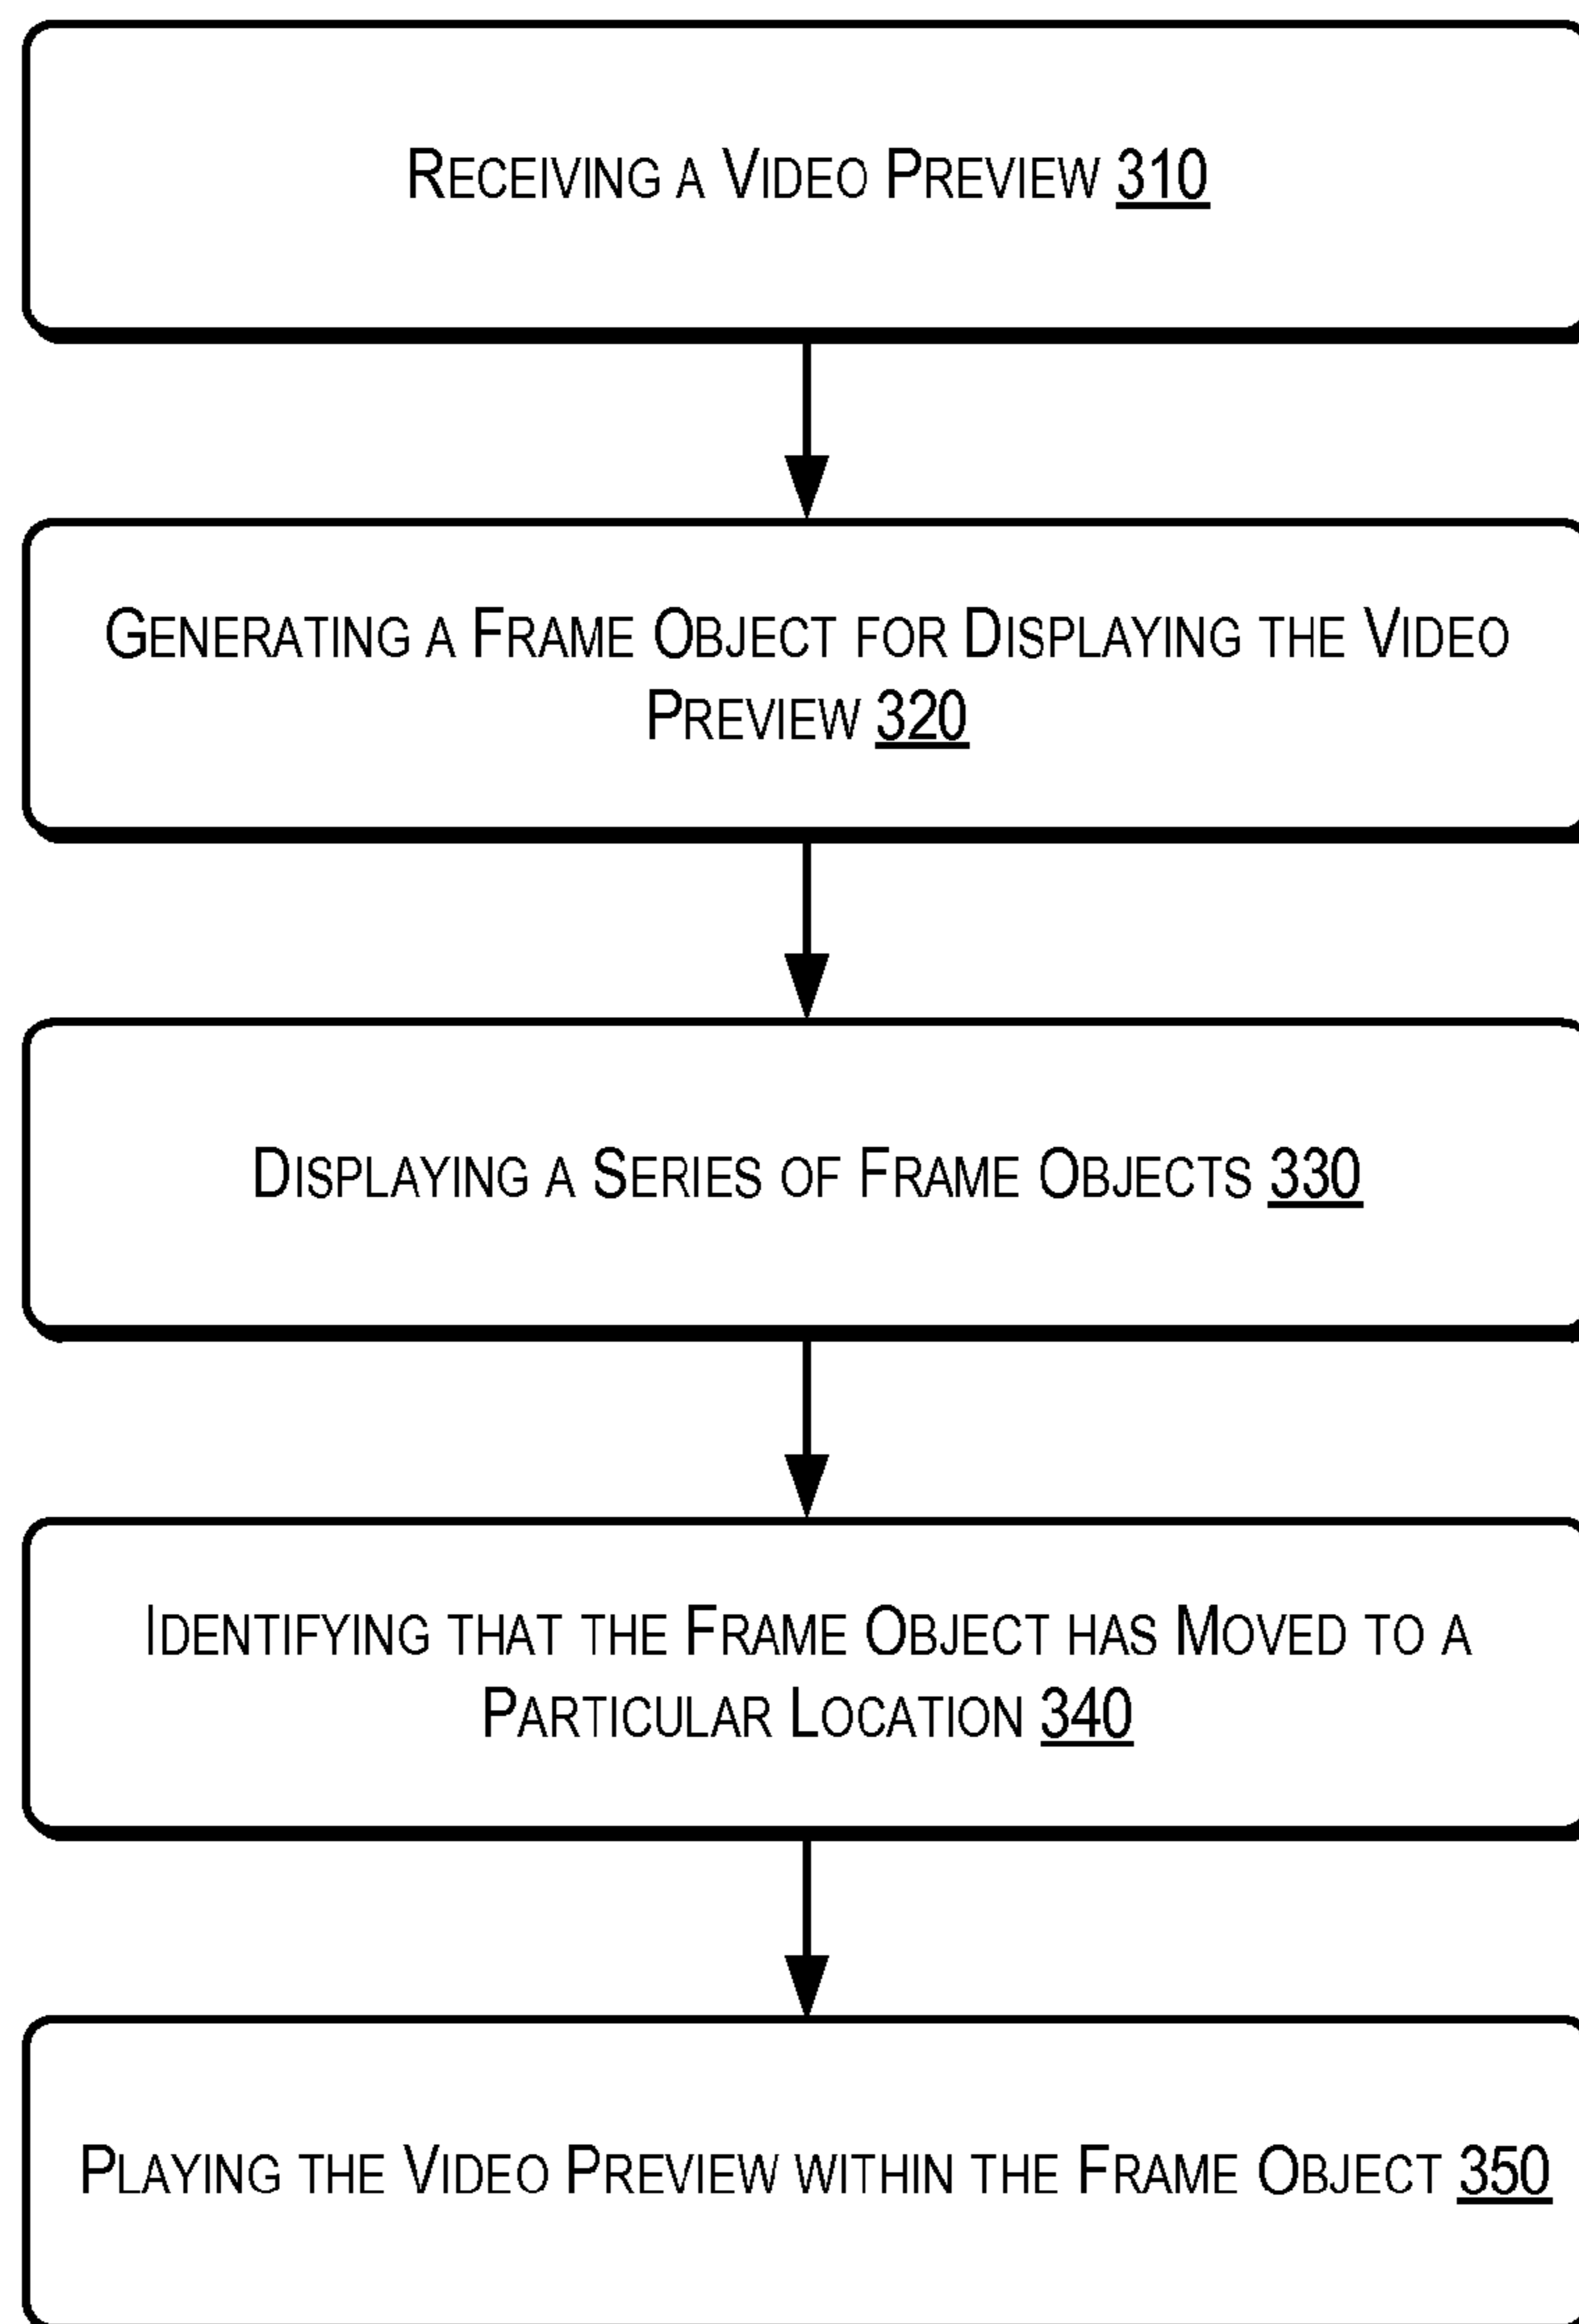 Receiving a Video Preview 310
Generating a Frame Object for Displaying the Video
Preview 320
Displaying a Series of Frame Objects 330
Identifying that the Frame Object has Moved to a
Particular Location 340
Playing the Video Preview within the Frame Object 350